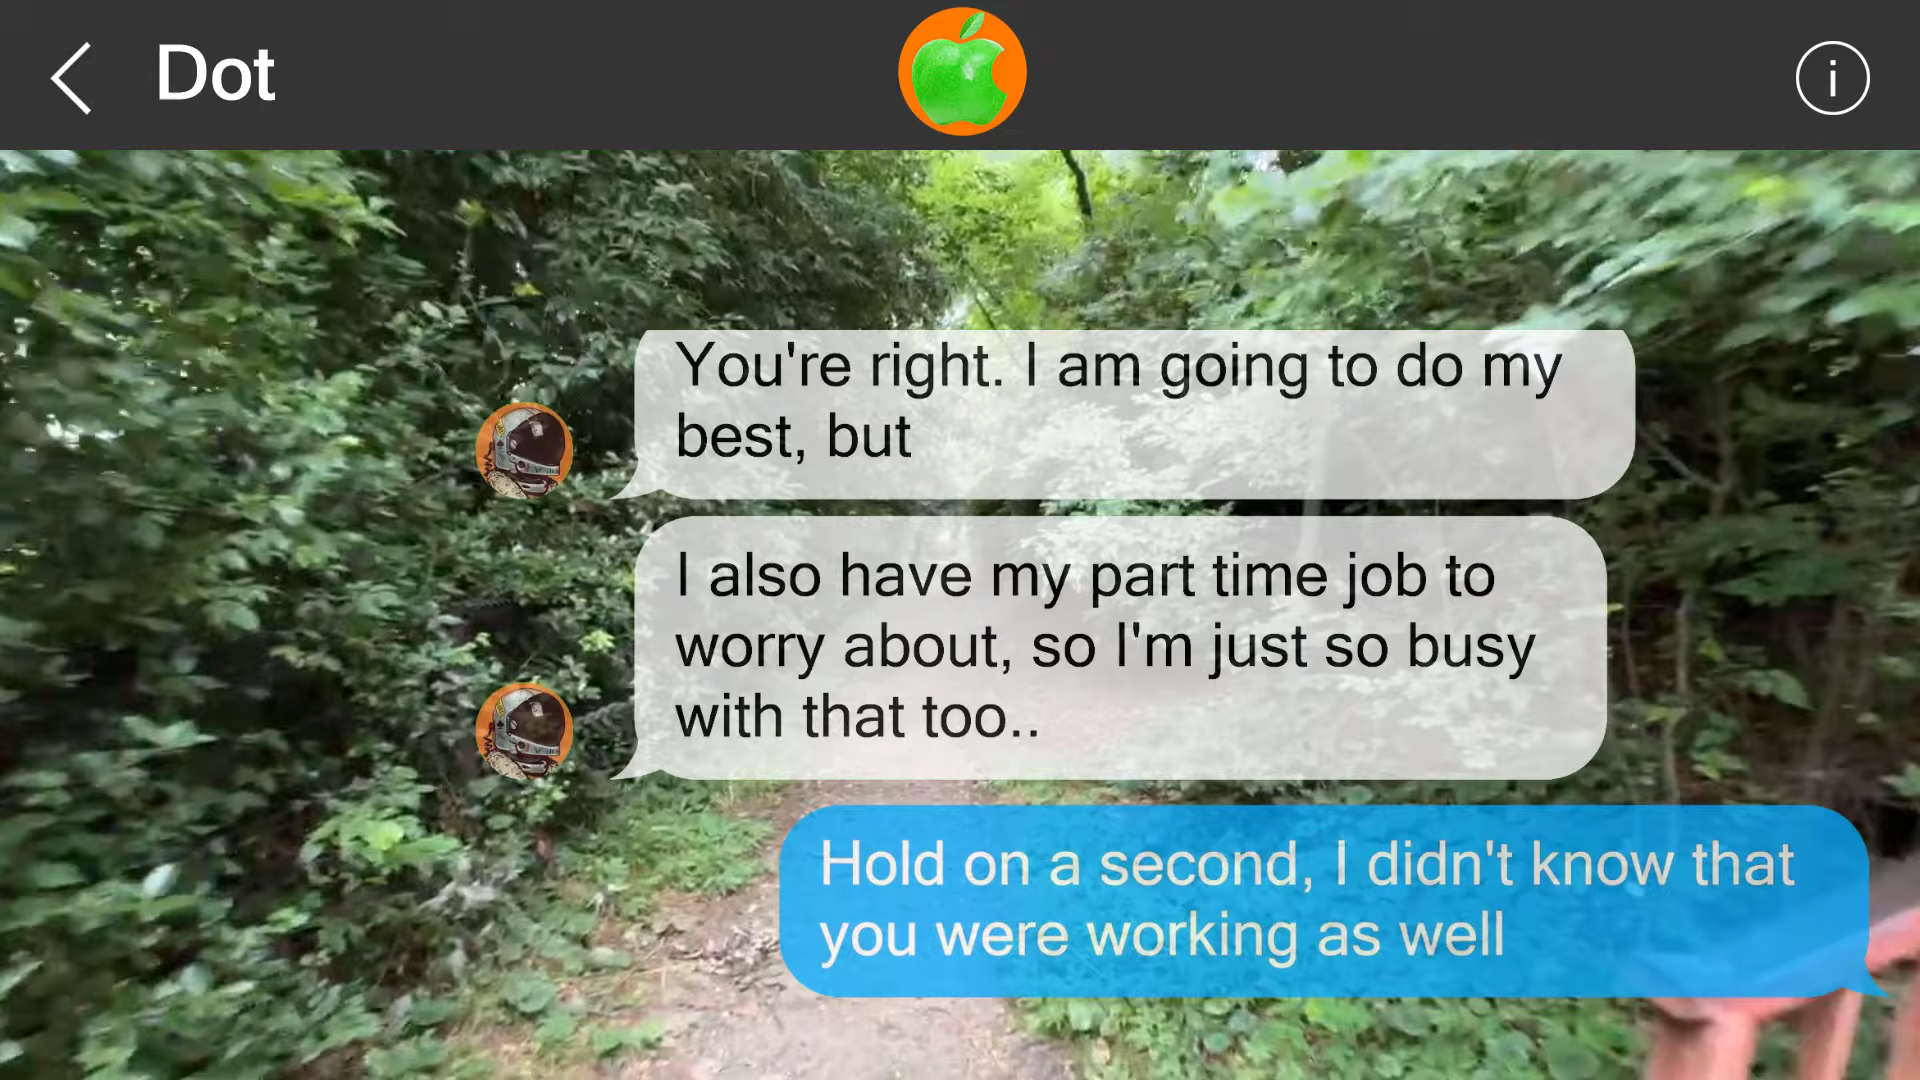 Dot
You're right. I am going to do my
best, but
I also have my part time job to
worry about, so I'm just so busy
with that too..
Hold on a second, I didn't know that
you were working as well